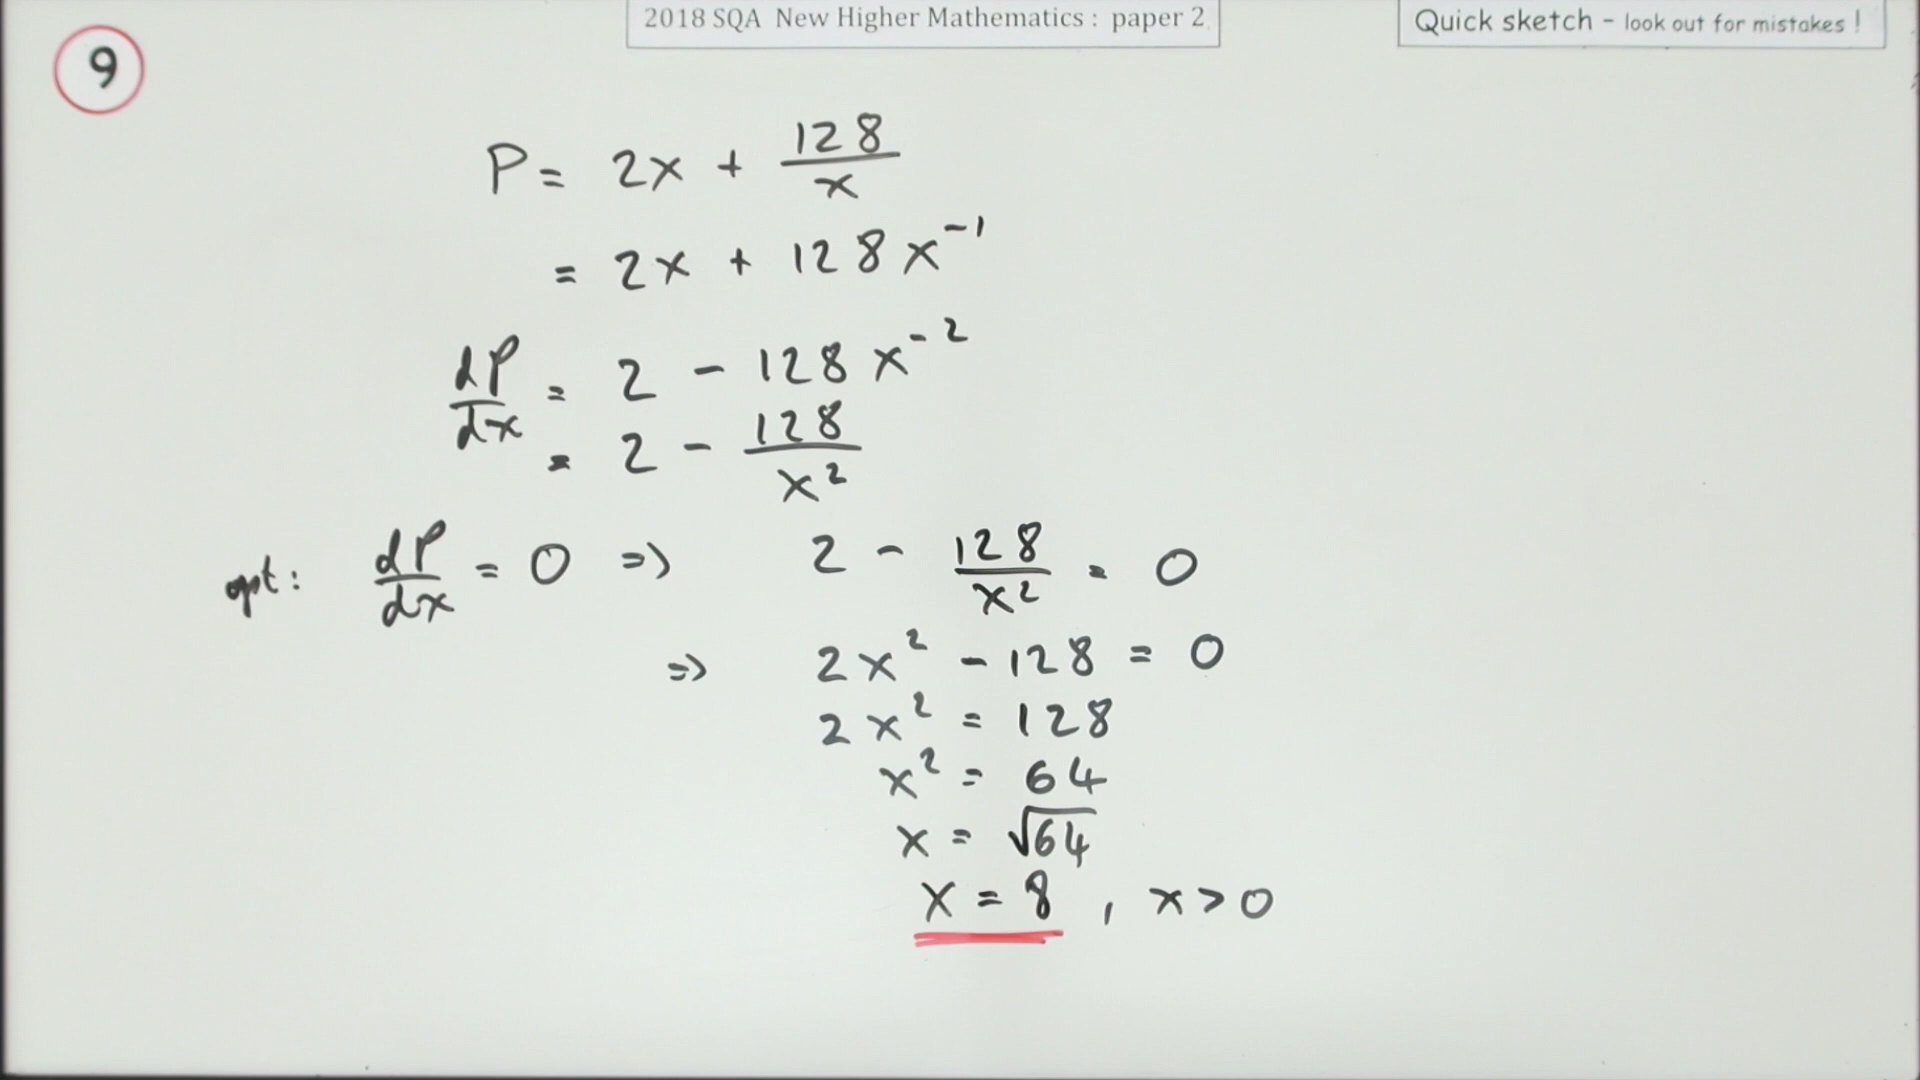 2018 SQA New Higher Mathematics : paper 2
Quick sketch - look out for mistakes !
9
P = 2x + 128/x
= 2x + 128x⁻¹
dP/dx = 2 - 128x⁻²
= 2 - 128/x²
opt: dP/dx = 0 => 2 - 128/x² = 0
=> 2x² - 128 = 0
2x² = 128
x² = 64
x = √64
x = 8 , x > 0